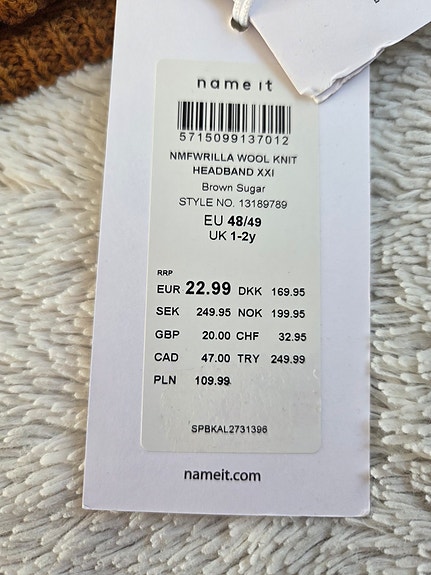 name it
5715099137012
NMFWRILLA WOOL KNIT
HEADBAND XXI
Brown Sugar
STYLE NO. 13189789
EU 48/49
UK 1-2y
RRP
EUR 22.99 DKK 169.95
SEK 249.95 NOK 199.95
GBP 20.00 CHF 32.95
CAD 47.00 TRY 249.99
PLN 109.99
SPBKAL2731396
nameit.com